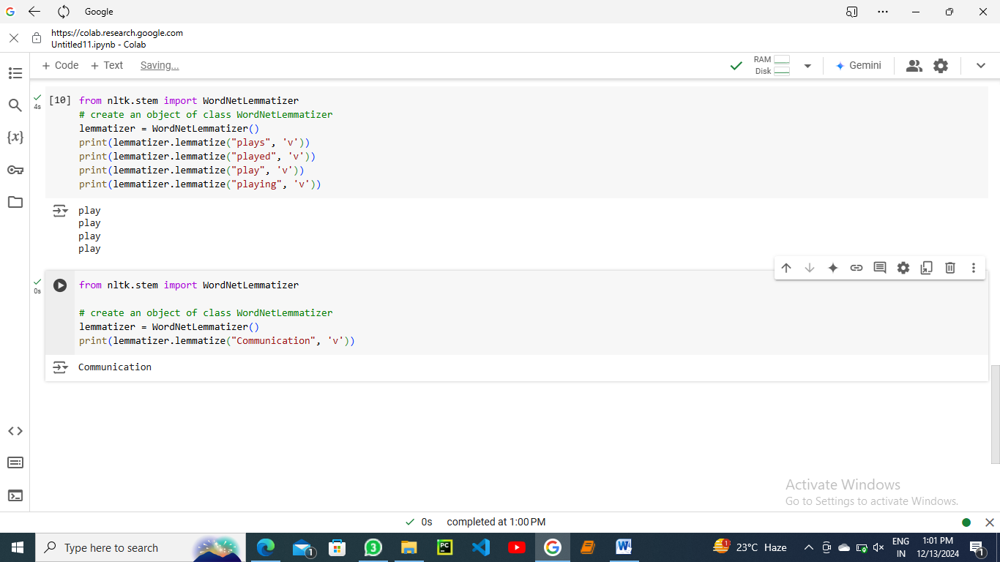 Google
https://colab.research.google.com
Untitled11.ipynb - Colab
+ Code + Text Saving...
RAM
Disk
Gemini
4s
[10] from nltk.stem import WordNetLemmatizer
# create an object of class WordNetLemmatizer
lemmatizer = WordNetLemmatizer()
print(lemmatizer.lemmatize("plays", 'v'))
print(lemmatizer.lemmatize("played", 'v'))
print(lemmatizer.lemmatize("play", 'v'))
print(lemmatizer.lemmatize("playing", 'v'))
play
play
play
play
0s
from nltk.stem import WordNetLemmatizer
# create an object of class WordNetLemmatizer
lemmatizer = WordNetLemmatizer()
print(lemmatizer.lemmatize("Communication", 'v'))
Communication
Activate Windows
Go to Settings to activate Windows.
0s completed at 1:00 PM
Type here to search
1
3
PC
1
23°C Haze
ENG
IN
1:01 PM
12/13/2024
1